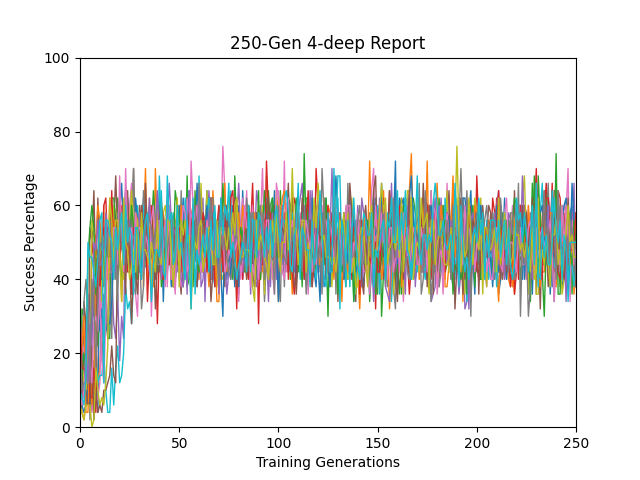 250-Gen 4-deep Report
100
80
60
40
20
0
Success Percentage
0 50 100 150 200 250
Training Generations